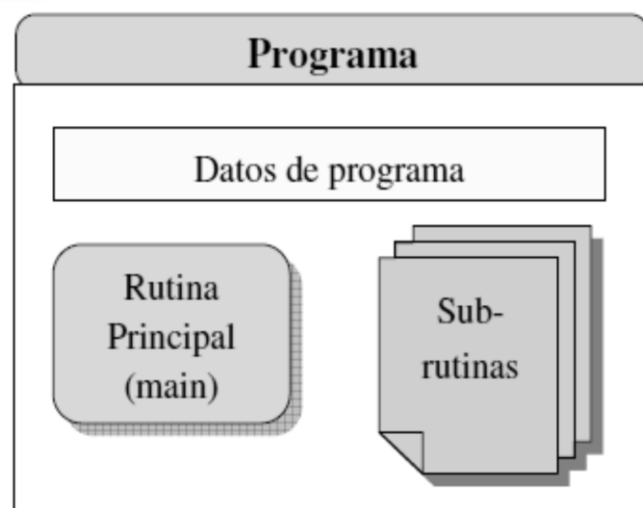 Programa
Datos de programa
Rutina
Principal
(main)
Sub-
rutinas